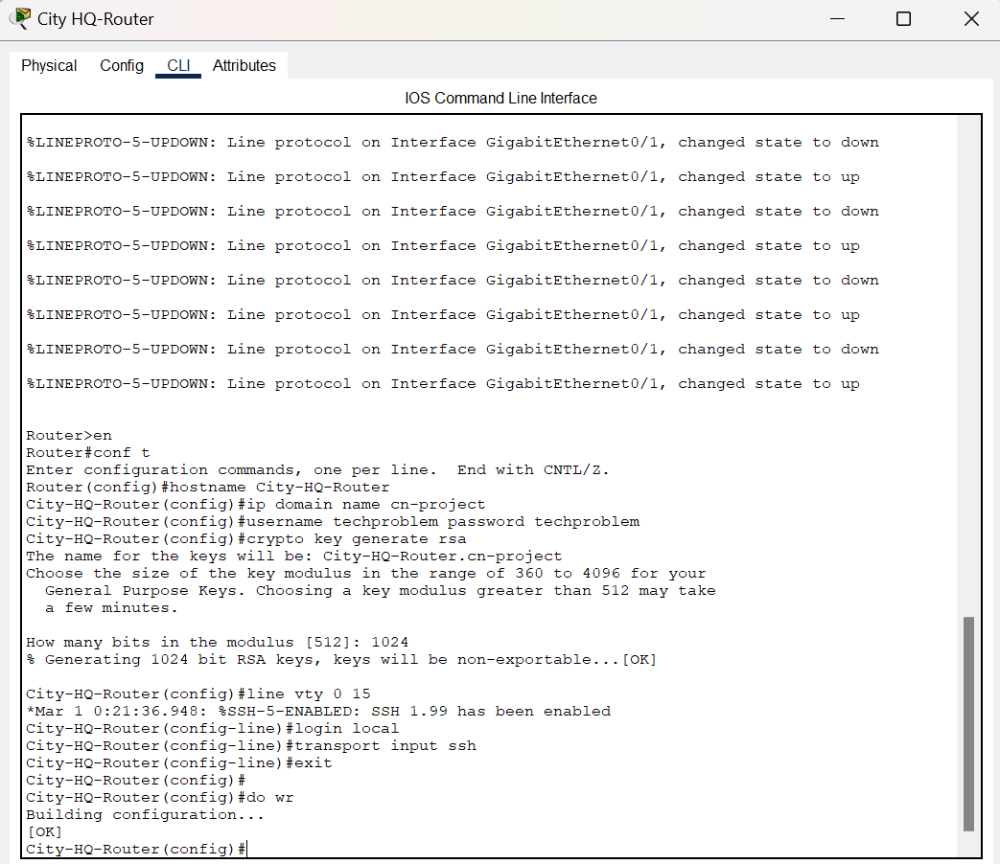 City HQ-Router
Physical Config CLI Attributes
IOS Command Line Interface
%LINEPROTO-5-UPDOWN: Line protocol on Interface GigabitEthernet0/1, changed state to down
%LINEPROTO-5-UPDOWN: Line protocol on Interface GigabitEthernet0/1, changed state to up
%LINEPROTO-5-UPDOWN: Line protocol on Interface GigabitEthernet0/1, changed state to down
%LINEPROTO-5-UPDOWN: Line protocol on Interface GigabitEthernet0/1, changed state to up
%LINEPROTO-5-UPDOWN: Line protocol on Interface GigabitEthernet0/1, changed state to down
%LINEPROTO-5-UPDOWN: Line protocol on Interface GigabitEthernet0/1, changed state to up
%LINEPROTO-5-UPDOWN: Line protocol on Interface GigabitEthernet0/1, changed state to down
%LINEPROTO-5-UPDOWN: Line protocol on Interface GigabitEthernet0/1, changed state to up
Router>en
Router#conf t
Enter configuration commands, one per line.  End with CNTL/Z.
Router(config)#hostname City-HQ-Router
City-HQ-Router(config)#ip domain name cn-project
City-HQ-Router(config)#username techproblem password techproblem
City-HQ-Router(config)#crypto key generate rsa
The name for the keys will be: City-HQ-Router.cn-project
Choose the size of the key modulus in the range of 360 to 4096 for your
  General Purpose Keys. Choosing a key modulus greater than 512 may take
  a few minutes.
How many bits in the modulus [512]: 1024
% Generating 1024 bit RSA keys, keys will be non-exportable...[OK]
City-HQ-Router(config)#line vty 0 15
*Mar 1 0:21:36.948: %SSH-5-ENABLED: SSH 1.99 has been enabled
City-HQ-Router(config-line)#login local
City-HQ-Router(config-line)#transport input ssh
City-HQ-Router(config-line)#exit
City-HQ-Router(config)#
City-HQ-Router(config)#do wr
Building configuration...
[OK]
City-HQ-Router(config)#